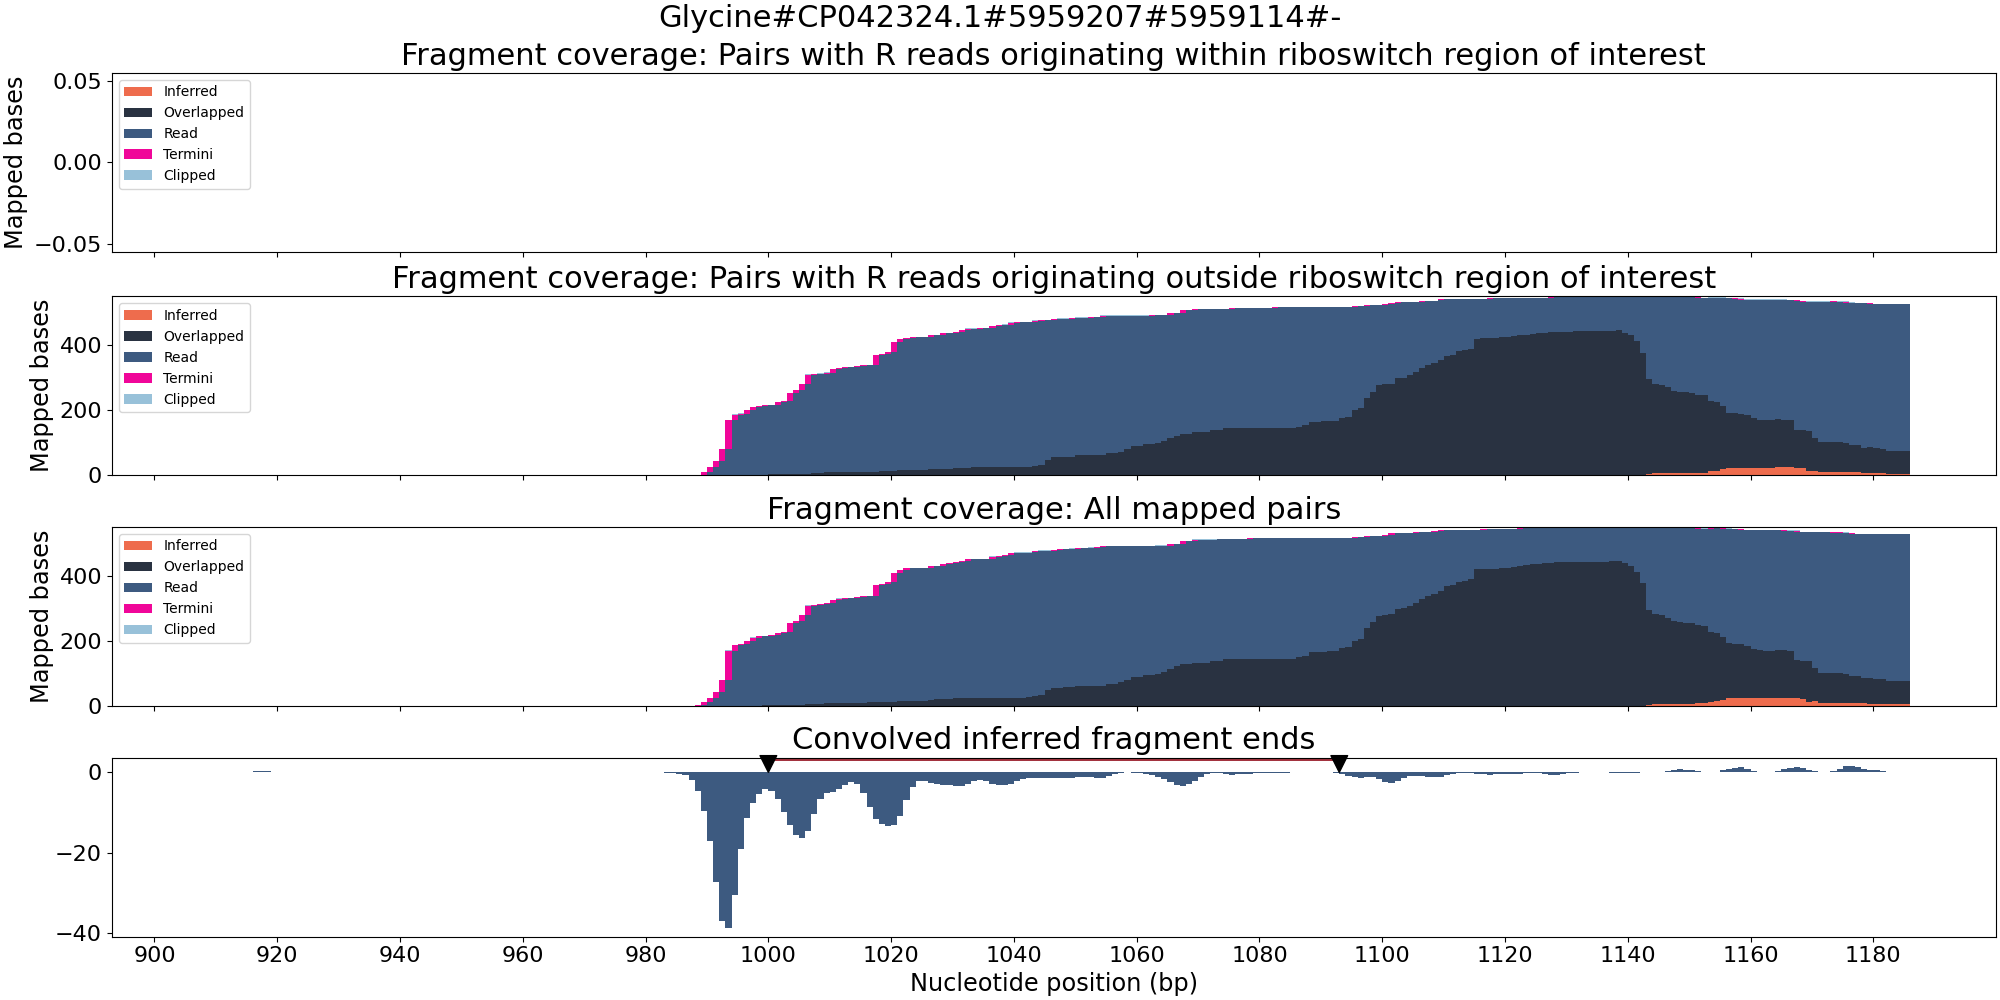 Glycine#CP042324.1#5959207#5959114#-
Fragment coverage: Pairs with R reads originating within riboswitch region of interest
Mapped bases
0.05
0.00
−0.05
Inferred
Overlapped
Read
Termini
Clipped
Fragment coverage: Pairs with R reads originating outside riboswitch region of interest
Mapped bases
400
200
0
Inferred
Overlapped
Read
Termini
Clipped
Fragment coverage: All mapped pairs
Mapped bases
400
200
0
Inferred
Overlapped
Read
Termini
Clipped
Convolved inferred fragment ends
0
−20
−40
900 920 940 960 980 1000 1020 1040 1060 1080 1100 1120 1140 1160 1180
Nucleotide position (bp)